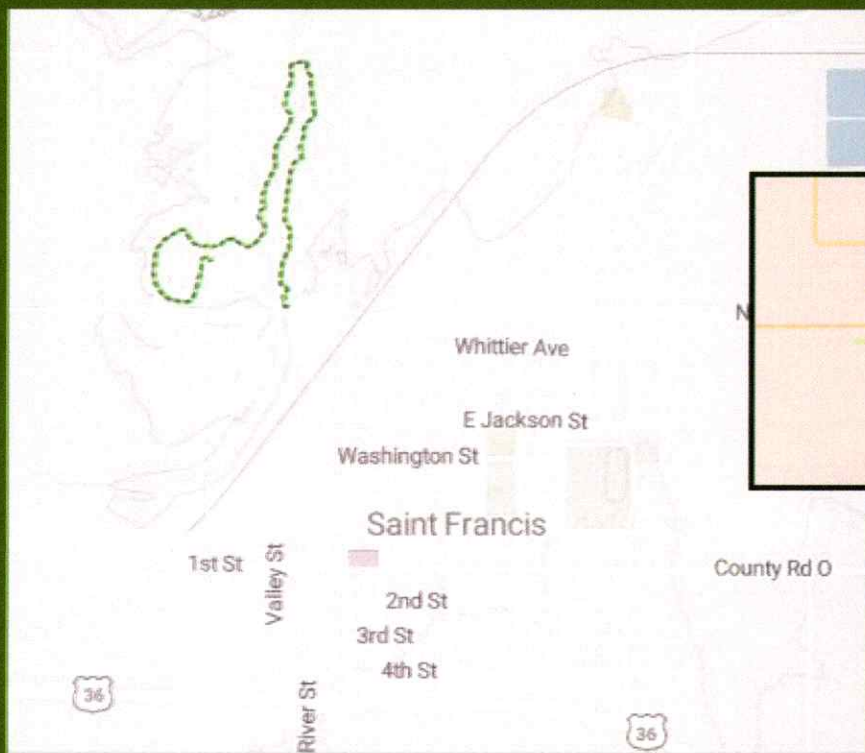 Whittier Ave
E Jackson St
Washington St
Saint Francis
1st St
Valley St
County Rd O
2nd St
3rd St
4th St
36
River St
36